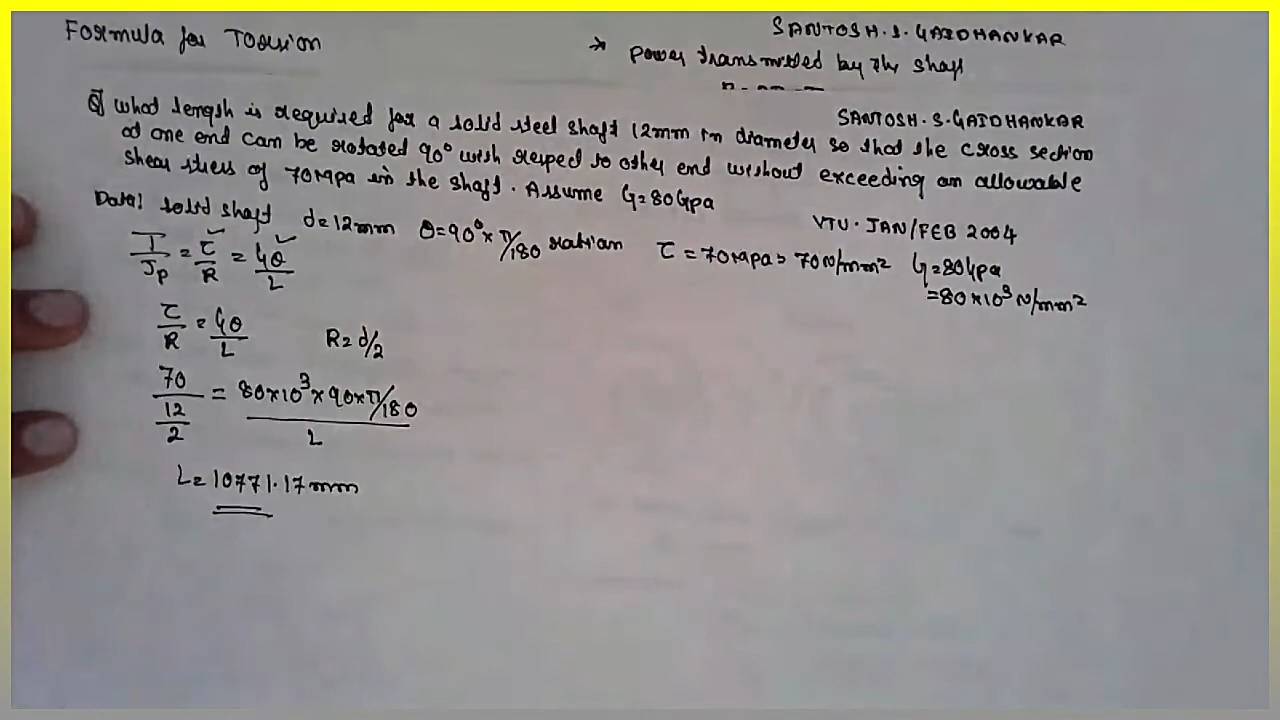 Formula for Torsion
SANTOSH.S.GAIDHANKAR
→ power transmitted by the shaft
Q what length is required for a solid steel shaft 12mm in diameter so that the cross section
SANTOSH.S.GAIDHANKAR
at one end can be rotated 90° with respect to other end without exceeding an allowable
shear stress of 70Mpa in the shaft. Assume G=80Gpa
VTU. JAN/FEB 2004
Data: solid shaft d=12mm θ=90°×π/180 radian τ=70Mpa=70N/mm² G=80Gpa
=80×10³N/mm²
T/Jp = τ/R = Gθ/L
τ/R = Gθ/L R=d/2
70/(12/2) = 80×10³×90×π/180 / L
L=10771.17mm